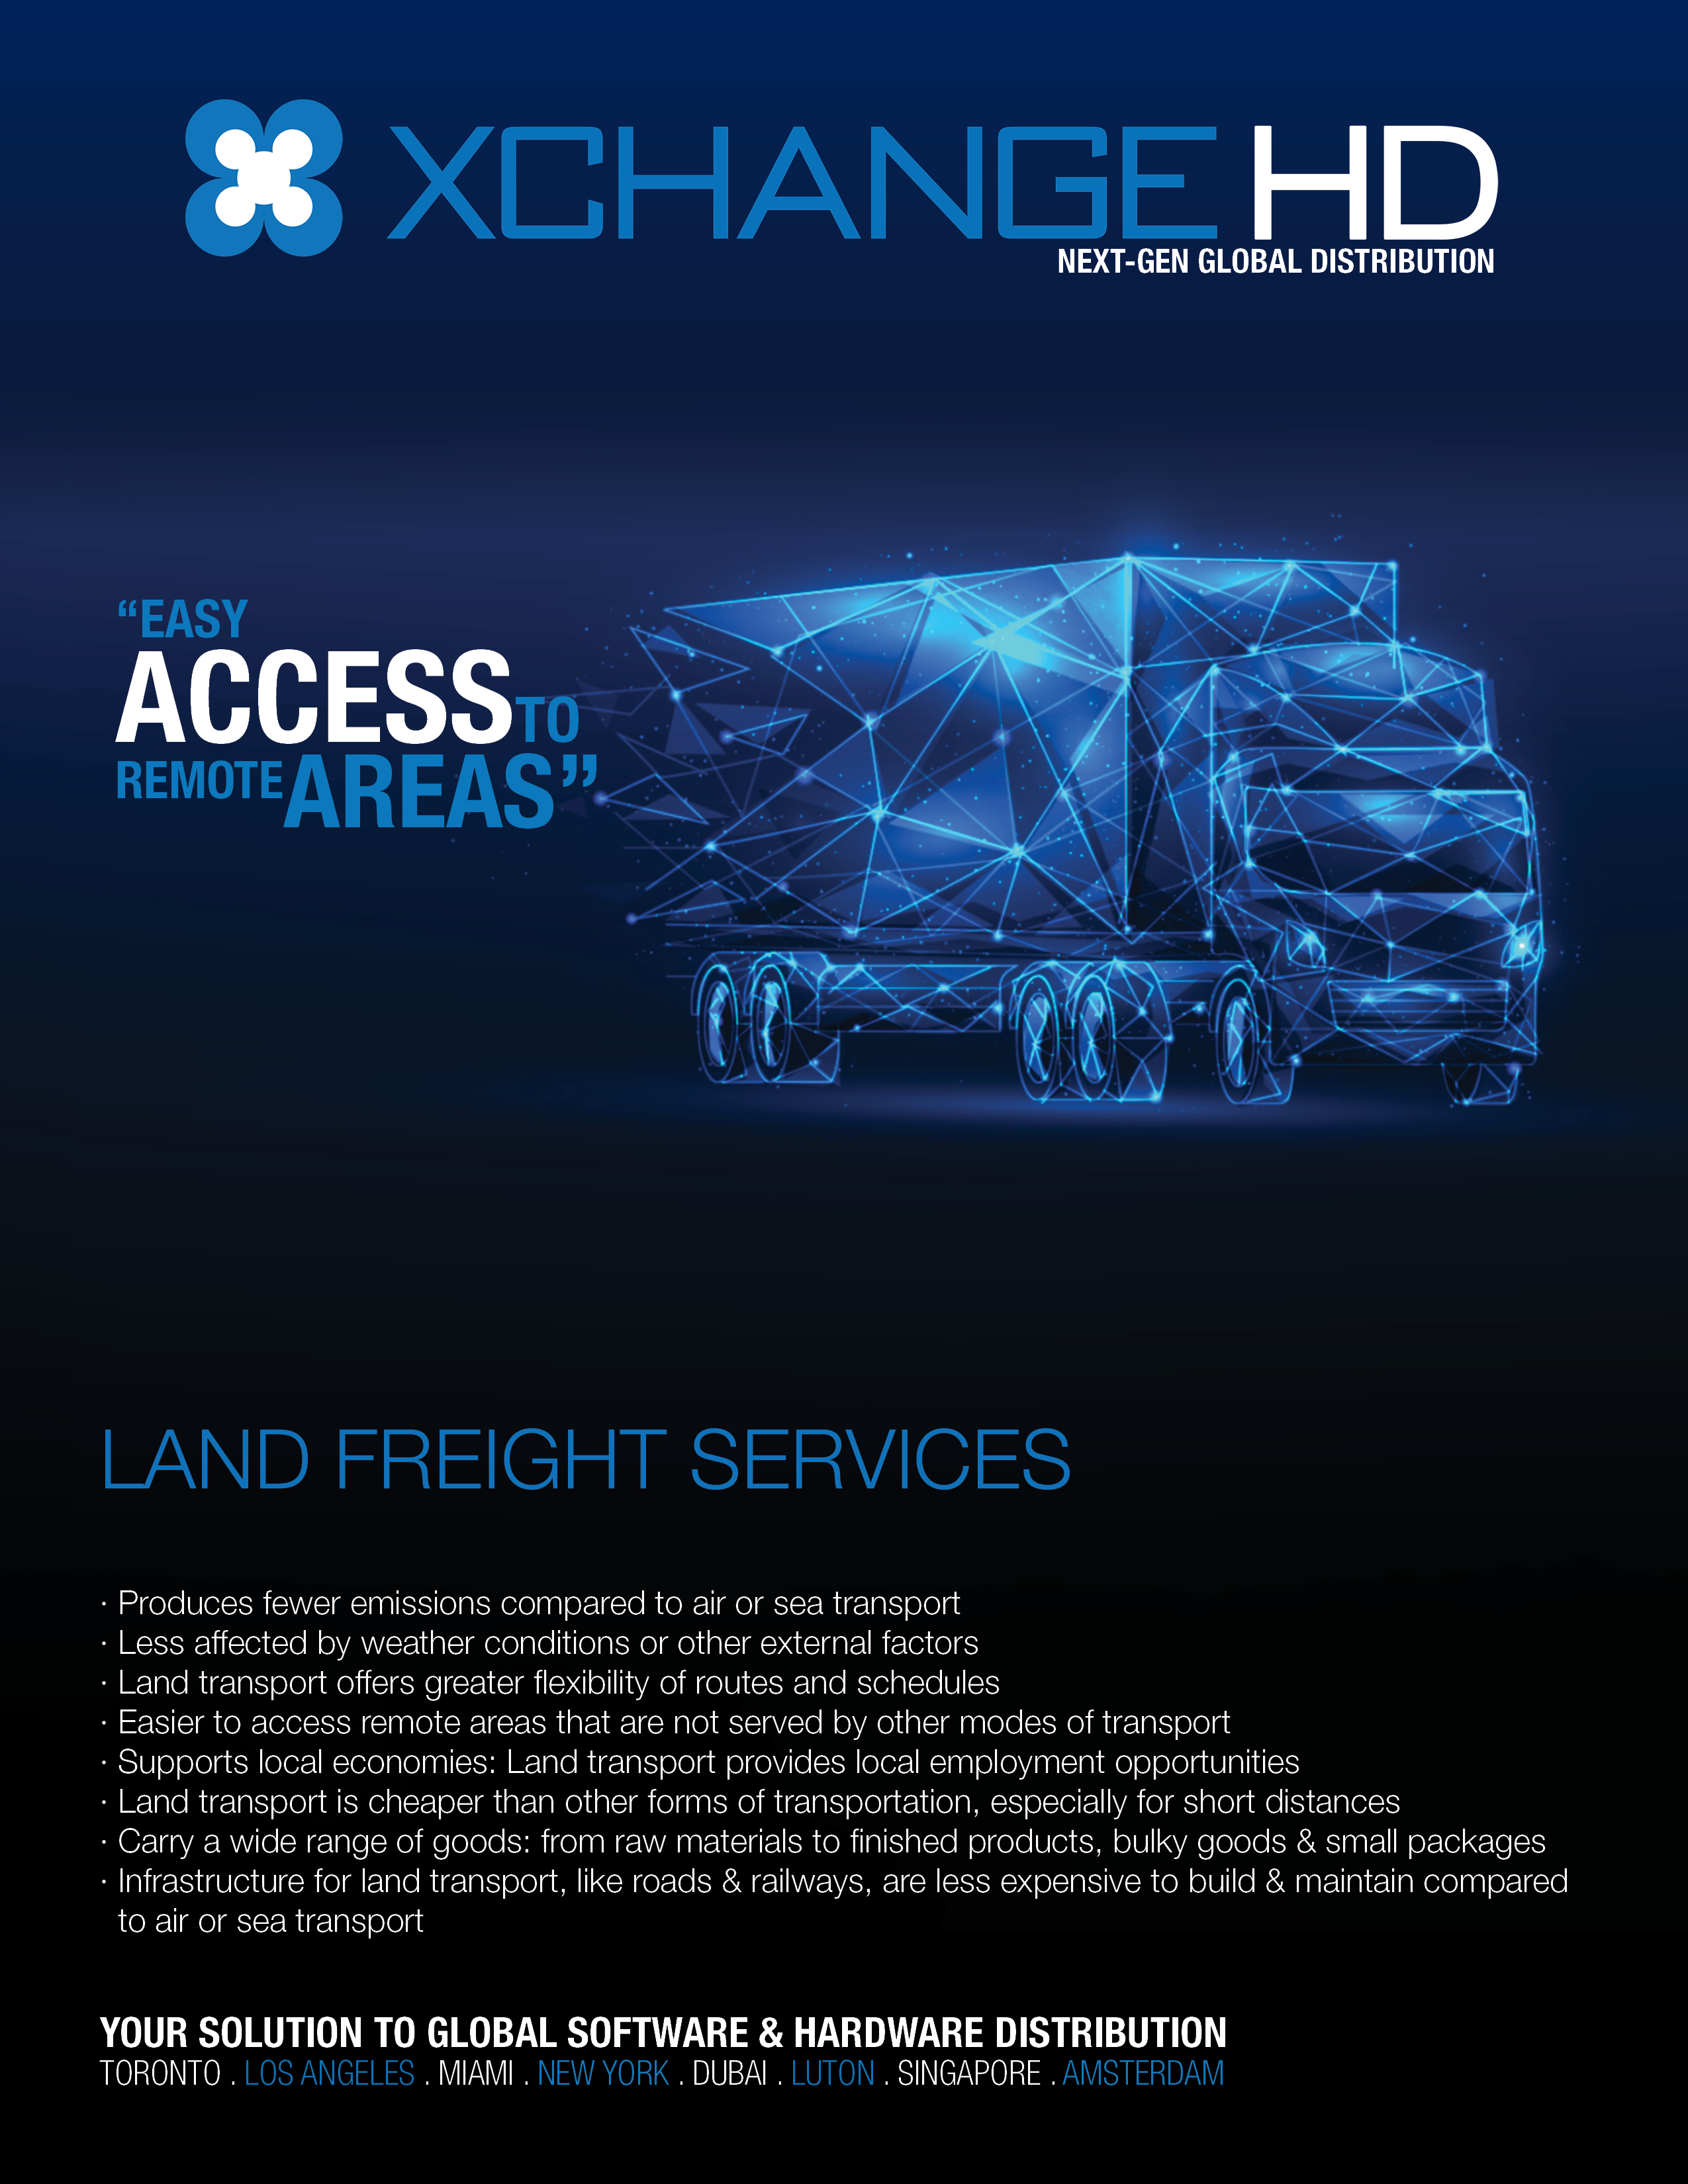 XCHANGE HD
NEXT-GEN GLOBAL DISTRIBUTION
“EASY
ACCESS TO
REMOTE AREAS”
LAND FREIGHT SERVICES
· Produces fewer emissions compared to air or sea transport
· Less affected by weather conditions or other external factors
· Land transport offers greater flexibility of routes and schedules
· Easier to access remote areas that are not served by other modes of transport
· Supports local economies: Land transport provides local employment opportunities
· Land transport is cheaper than other forms of transportation, especially for short distances
· Carry a wide range of goods: from raw materials to finished products, bulky goods & small packages
· Infrastructure for land transport, like roads & railways, are less expensive to build & maintain compared
to air or sea transport
YOUR SOLUTION TO GLOBAL SOFTWARE & HARDWARE DISTRIBUTION
TORONTO . LOS ANGELES . MIAMI . NEW YORK . DUBAI . LUTON . SINGAPORE . AMSTERDAM